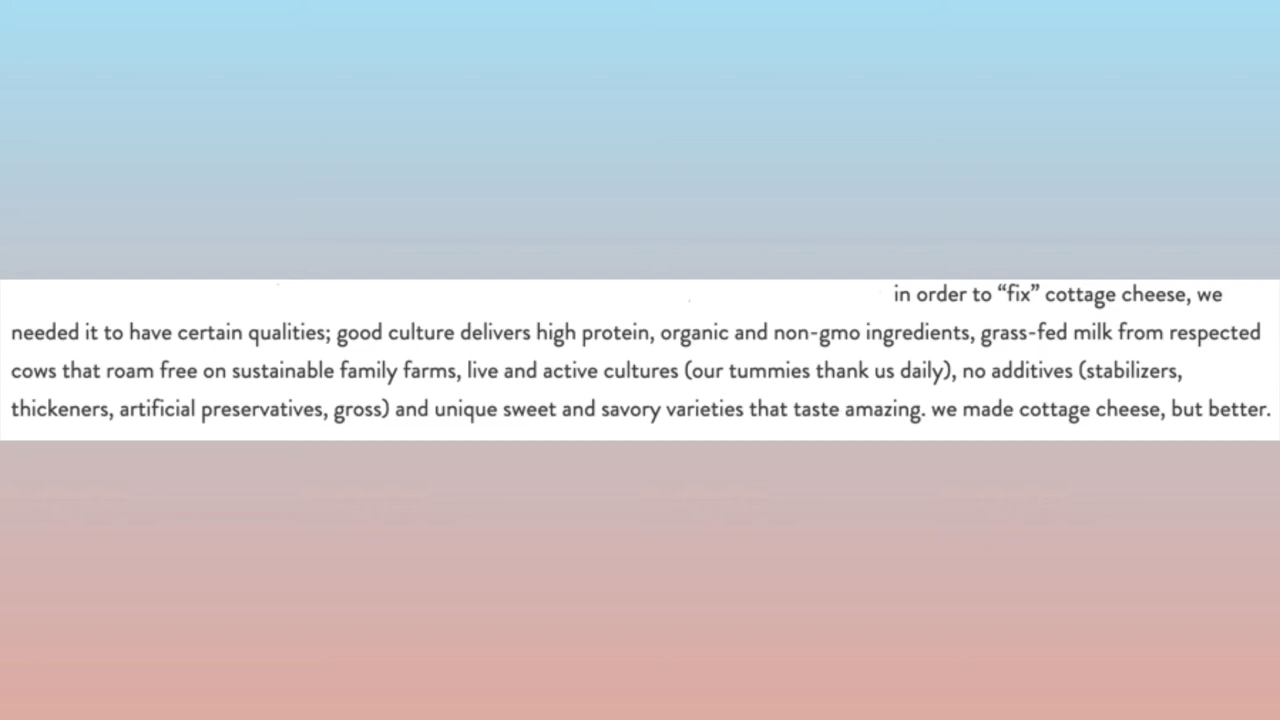 in order to “fix” cottage cheese, we
needed it to have certain qualities; good culture delivers high protein, organic and non-gmo ingredients, grass-fed milk from respected
cows that roam free on sustainable family farms, live and active cultures (our tummies thank us daily), no additives (stabilizers,
thickeners, artificial preservatives, gross) and unique sweet and savory varieties that taste amazing. we made cottage cheese, but better.